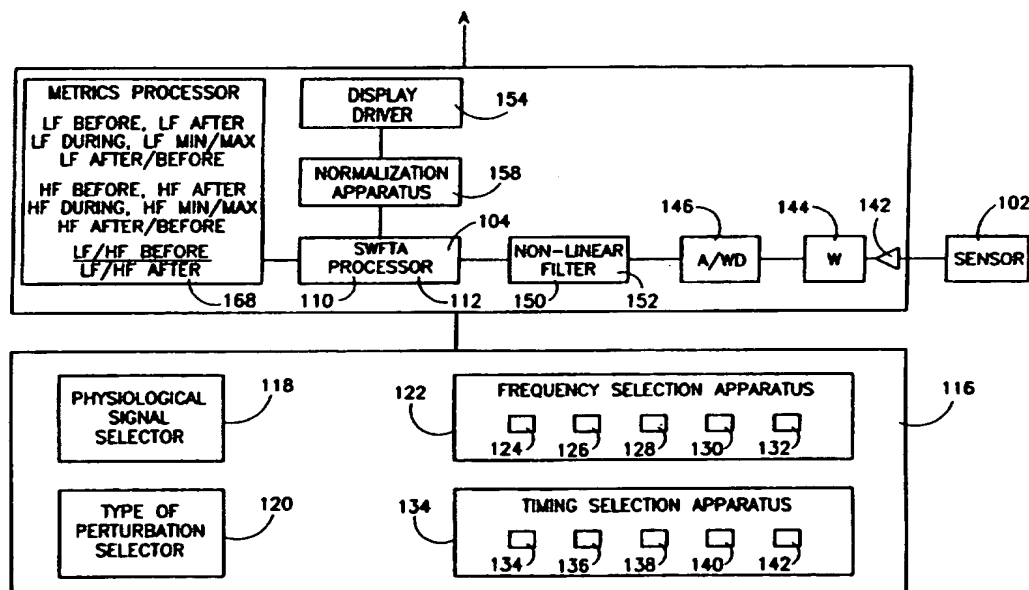 A
METRICS PROCESSOR
LF BEFORE, LF AFTER
LF DURING, LF MIN/MAX
LF AFTER/BEFORE
HF BEFORE, HF AFTER
HF DURING, HF MIN/MAX
HF AFTER/BEFORE
LF/HF BEFORE
LF/HF AFTER
168
DISPLAY
DRIVER
154
NORMALIZATION
APPARATUS
158
104
SWFTA
PROCESSOR
110
112
NON-LINEAR
FILTER
150
152
146
A/WD
144
W
142
102
SENSOR
PHYSIOLOGICAL
SIGNAL
SELECTOR
118
122
FREQUENCY SELECTION APPARATUS
124 126 128 130 132
116
TYPE OF
PERTURBATION
SELECTOR
120
134
TIMING SELECTION APPARATUS
134 136 138 140 142